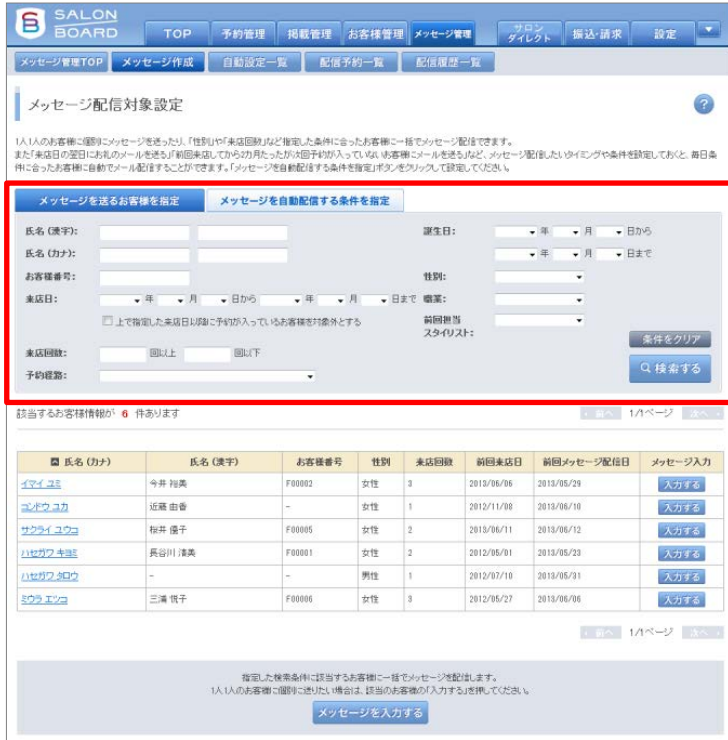 SALON
BOARD
TOP
予約管理
掲載管理
お客様管理
メッセージ管理
サロン
ダイレクト
振込・請求
設定
メッセージ管理TOP
メッセージ作成
自動設定一覧
配信予約一覧
配信履歴一覧
メッセージ配信対象設定
?
1人1人のお客様に個別にメッセージを送ったり、「性別」や「来店回数」など指定した条件に合ったお客様に一括でメッセージ配信できます。
また「来店日の翌日にお礼のメールを送る」「前回来店してから2カ月たったが次回予約が入っていないお客様にメールを送る」など、メッセージ配信したいタイミングや条件を設定しておくと、毎日条
件に合ったお客様に自動でメール配信することができます。「メッセージを自動配信する条件を指定」ボタンをクリックして設定してください。
メッセージを送るお客様を指定
メッセージを自動配信する条件を指定
氏名(漢字):
誕生日: 年 月 日から
氏名(カナ):
年 月 日まで
お客様番号:
性別:
来店日: 年 月 日から 年 月 日まで
職業:
上で指定した来店日以降に予約が入っているお客様を対象外とする
前回担当
スタイリスト:
条件をクリア
来店回数: 回以上 回以下
検索する
予約経路:
該当するお客様情報が 6 件あります
前へ 1/1ページ 次へ
氏名(カナ) 氏名(漢字) お客様番号 性別 来店回数 前回来店日 前回メッセージ配信日 メッセージ入力
イマイ ユミ 今井 裕美 F00002 女性 3 2013/06/06 2013/05/29 入力する
コンドウ ユカ 近藤 由香 - 女性 1 2012/11/08 2013/06/10 入力する
サクライ ユウコ 桜井 優子 F00005 女性 2 2013/06/11 2013/06/12 入力する
ハセガワ キヨミ 長谷川 清美 F00001 女性 2 2012/05/01 2013/05/23 入力する
ハセガワ タロウ - - 男性 1 2012/07/10 2013/05/31 入力する
ミウラ エツコ 三浦 悦子 F00006 女性 3 2012/05/27 2013/06/06 入力する
前へ 1/1ページ 次へ
指定した検索条件に該当するお客様に一括でメッセージを配信します。
1人1人のお客様に個別に送りたい場合は、該当のお客様の「入力する」を押してください。
メッセージを入力する